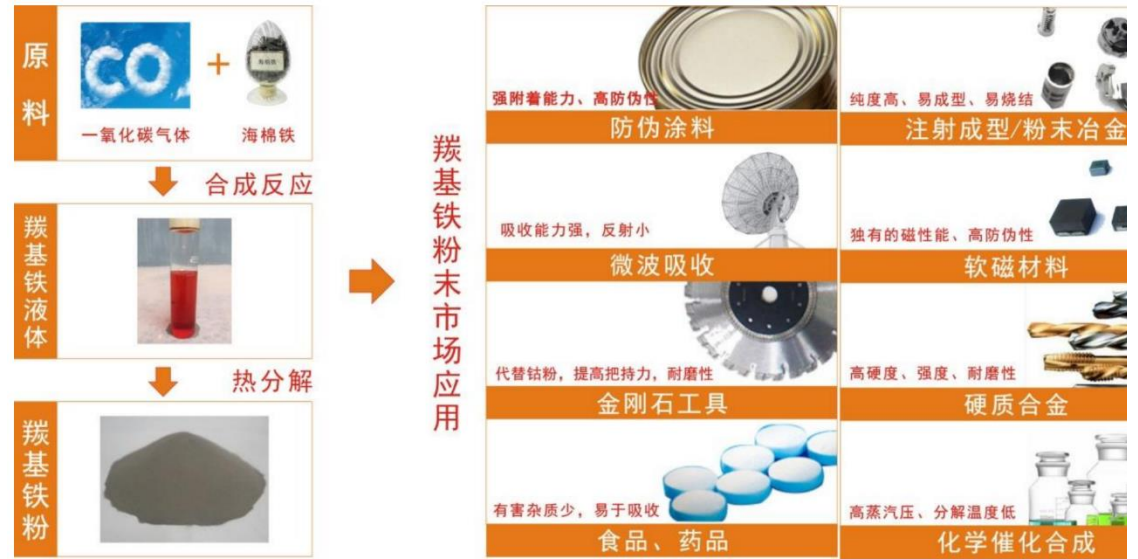 原料
CO
+
海棉铁
一氧化碳气体
海棉铁
合成反应
羰基铁液体
热分解
羰基铁粉
羰基铁粉末市场应用
强附着能力、高防伪性
防伪涂料
纯度高、易成型、易烧结
注射成型/粉末冶金
吸收能力强，反射小
微波吸收
独有的磁性能、高防伪性
软磁材料
代替钴粉，提高把持力，耐磨性
金刚石工具
高硬度、强度、耐磨性
硬质合金
有害杂质少，易于吸收
食品、药品
高蒸汽压、分解温度低
化学催化合成